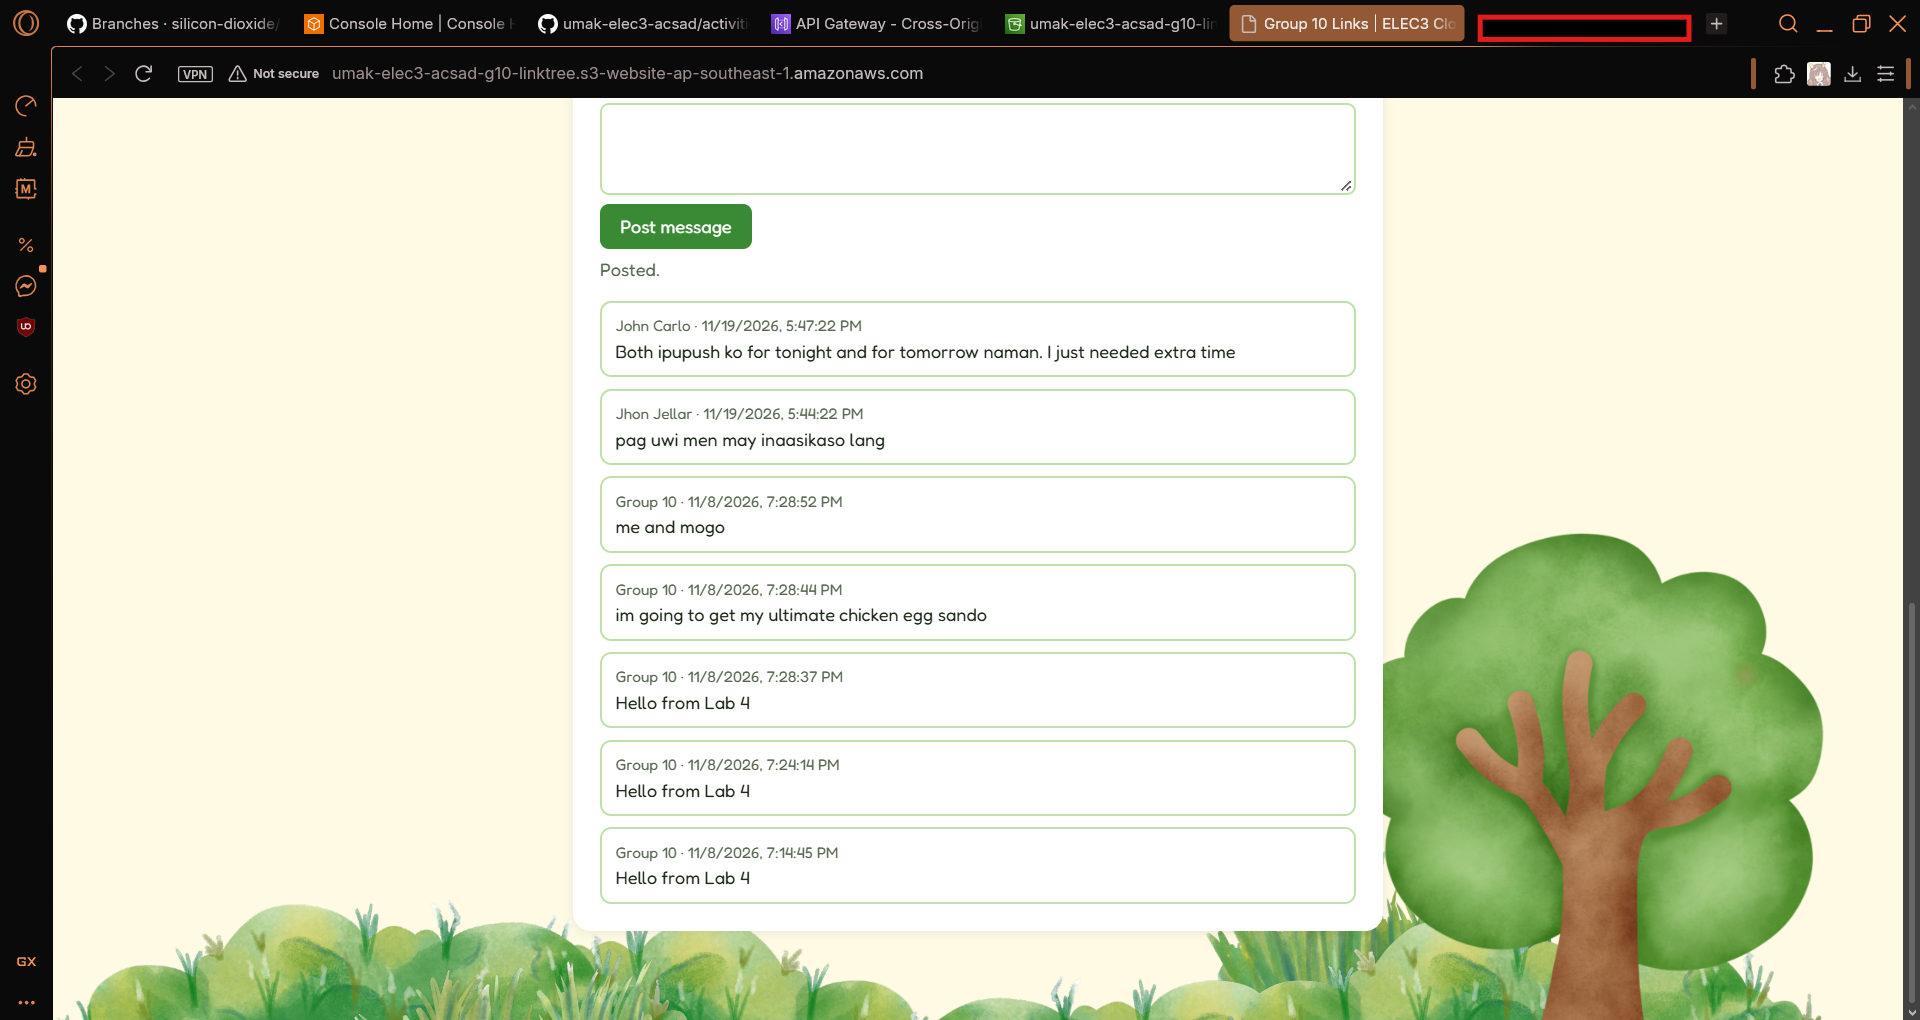 Branches · silicon-dioxide/
Console Home | Console H
umak-elec3-acsad/activiti
API Gateway - Cross-Orig
umak-elec3-acsad-g10-lin
Group 10 Links | ELEC3 Clo
VPN
Not secure
umak-elec3-acsad-g10-linktree.s3-website-ap-southeast-1.amazonaws.com
M
Post message
Posted.
John Carlo · 11/19/2026, 5:47:22 PM
Both ipupush ko for tonight and for tomorrow naman. I just needed extra time
Jhon Jellar · 11/19/2026, 5:44:22 PM
pag uwi men may inaasikaso lang
Group 10 · 11/8/2026, 7:28:52 PM
me and mogo
Group 10 · 11/8/2026, 7:28:44 PM
im going to get my ultimate chicken egg sando
Group 10 · 11/8/2026, 7:28:37 PM
Hello from Lab 4
Group 10 · 11/8/2026, 7:24:14 PM
Hello from Lab 4
Group 10 · 11/8/2026, 7:14:45 PM
Hello from Lab 4
GX